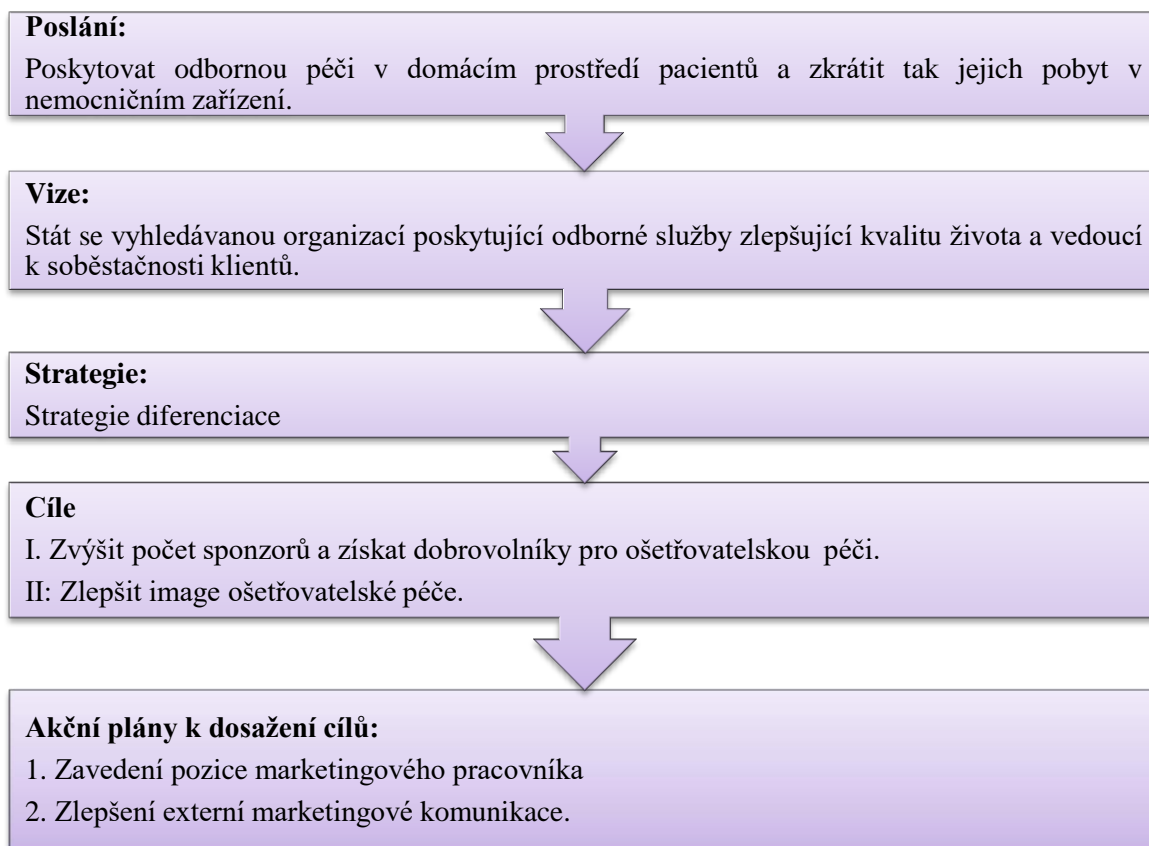 Poslání:
Poskytovat odbornou péči v domácím prostředí pacientů a zkrátit tak jejich pobyt v
nemocničním zařízení.
Vize:
Stát se vyhledávanou organizací poskytující odborné služby zlepšující kvalitu života a vedoucí
k soběstačnosti klientů.
Strategie:
Strategie diferenciace
Cíle
I. Zvýšit počet sponzorů a získat dobrovolníky pro ošetřovatelskou péči.
II: Zlepšit image ošetřovatelské péče.
Akční plány k dosažení cílů:
1. Zavedení pozice marketingového pracovníka
2. Zlepšení externí marketingové komunikace.